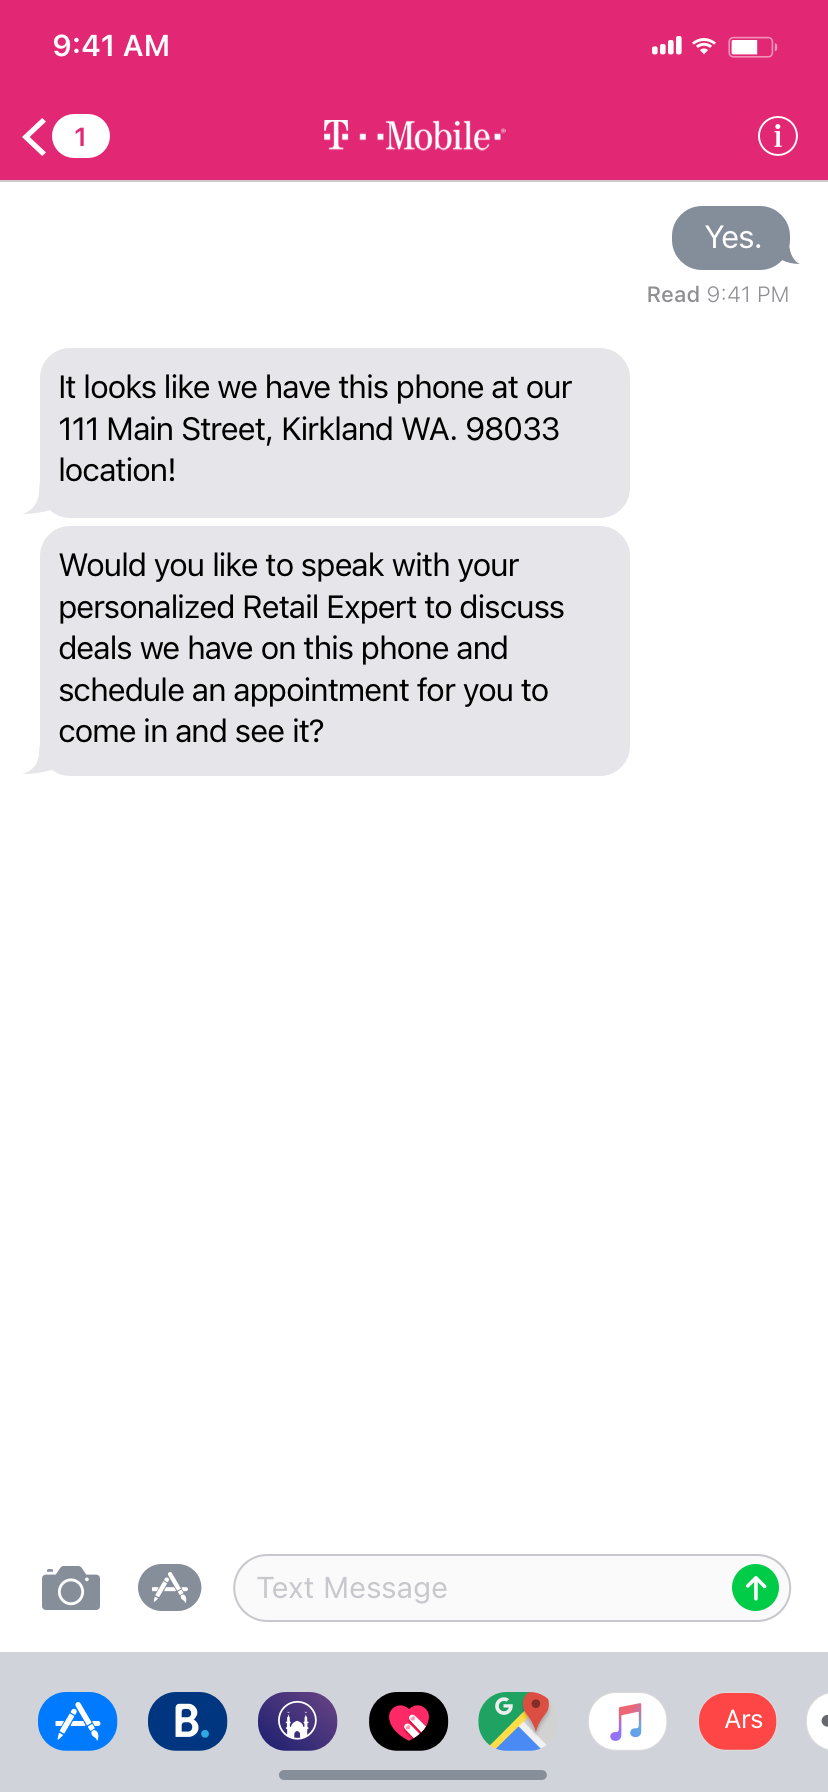 9:41 AM
1
T··Mobile·®
i
Yes.
Read 9:41 PM
It looks like we have this phone at our
111 Main Street, Kirkland WA. 98033
location!
Would you like to speak with your
personalized Retail Expert to discuss
deals we have on this phone and
schedule an appointment for you to
come in and see it?
Text Message
B.
G
Ars